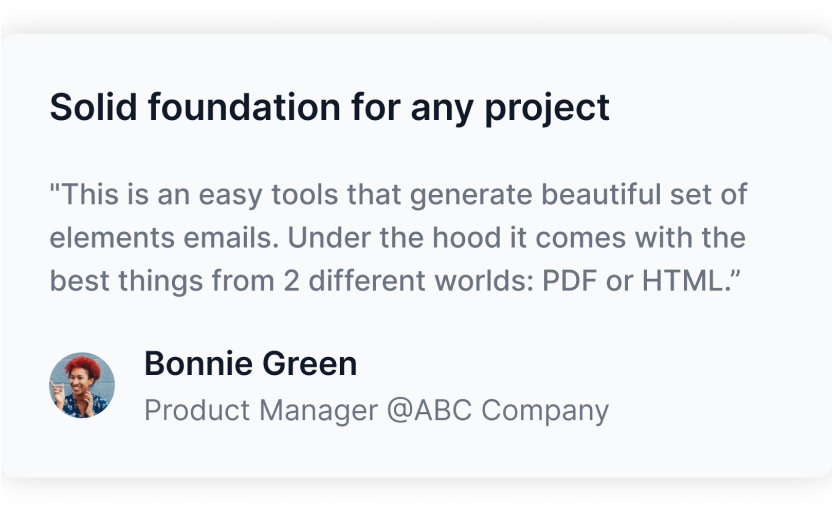 Solid foundation for any project
"This is an easy tools that generate beautiful set of
elements emails. Under the hood it comes with the
best things from 2 different worlds: PDF or HTML.”
Bonnie Green
Product Manager @ABC Company